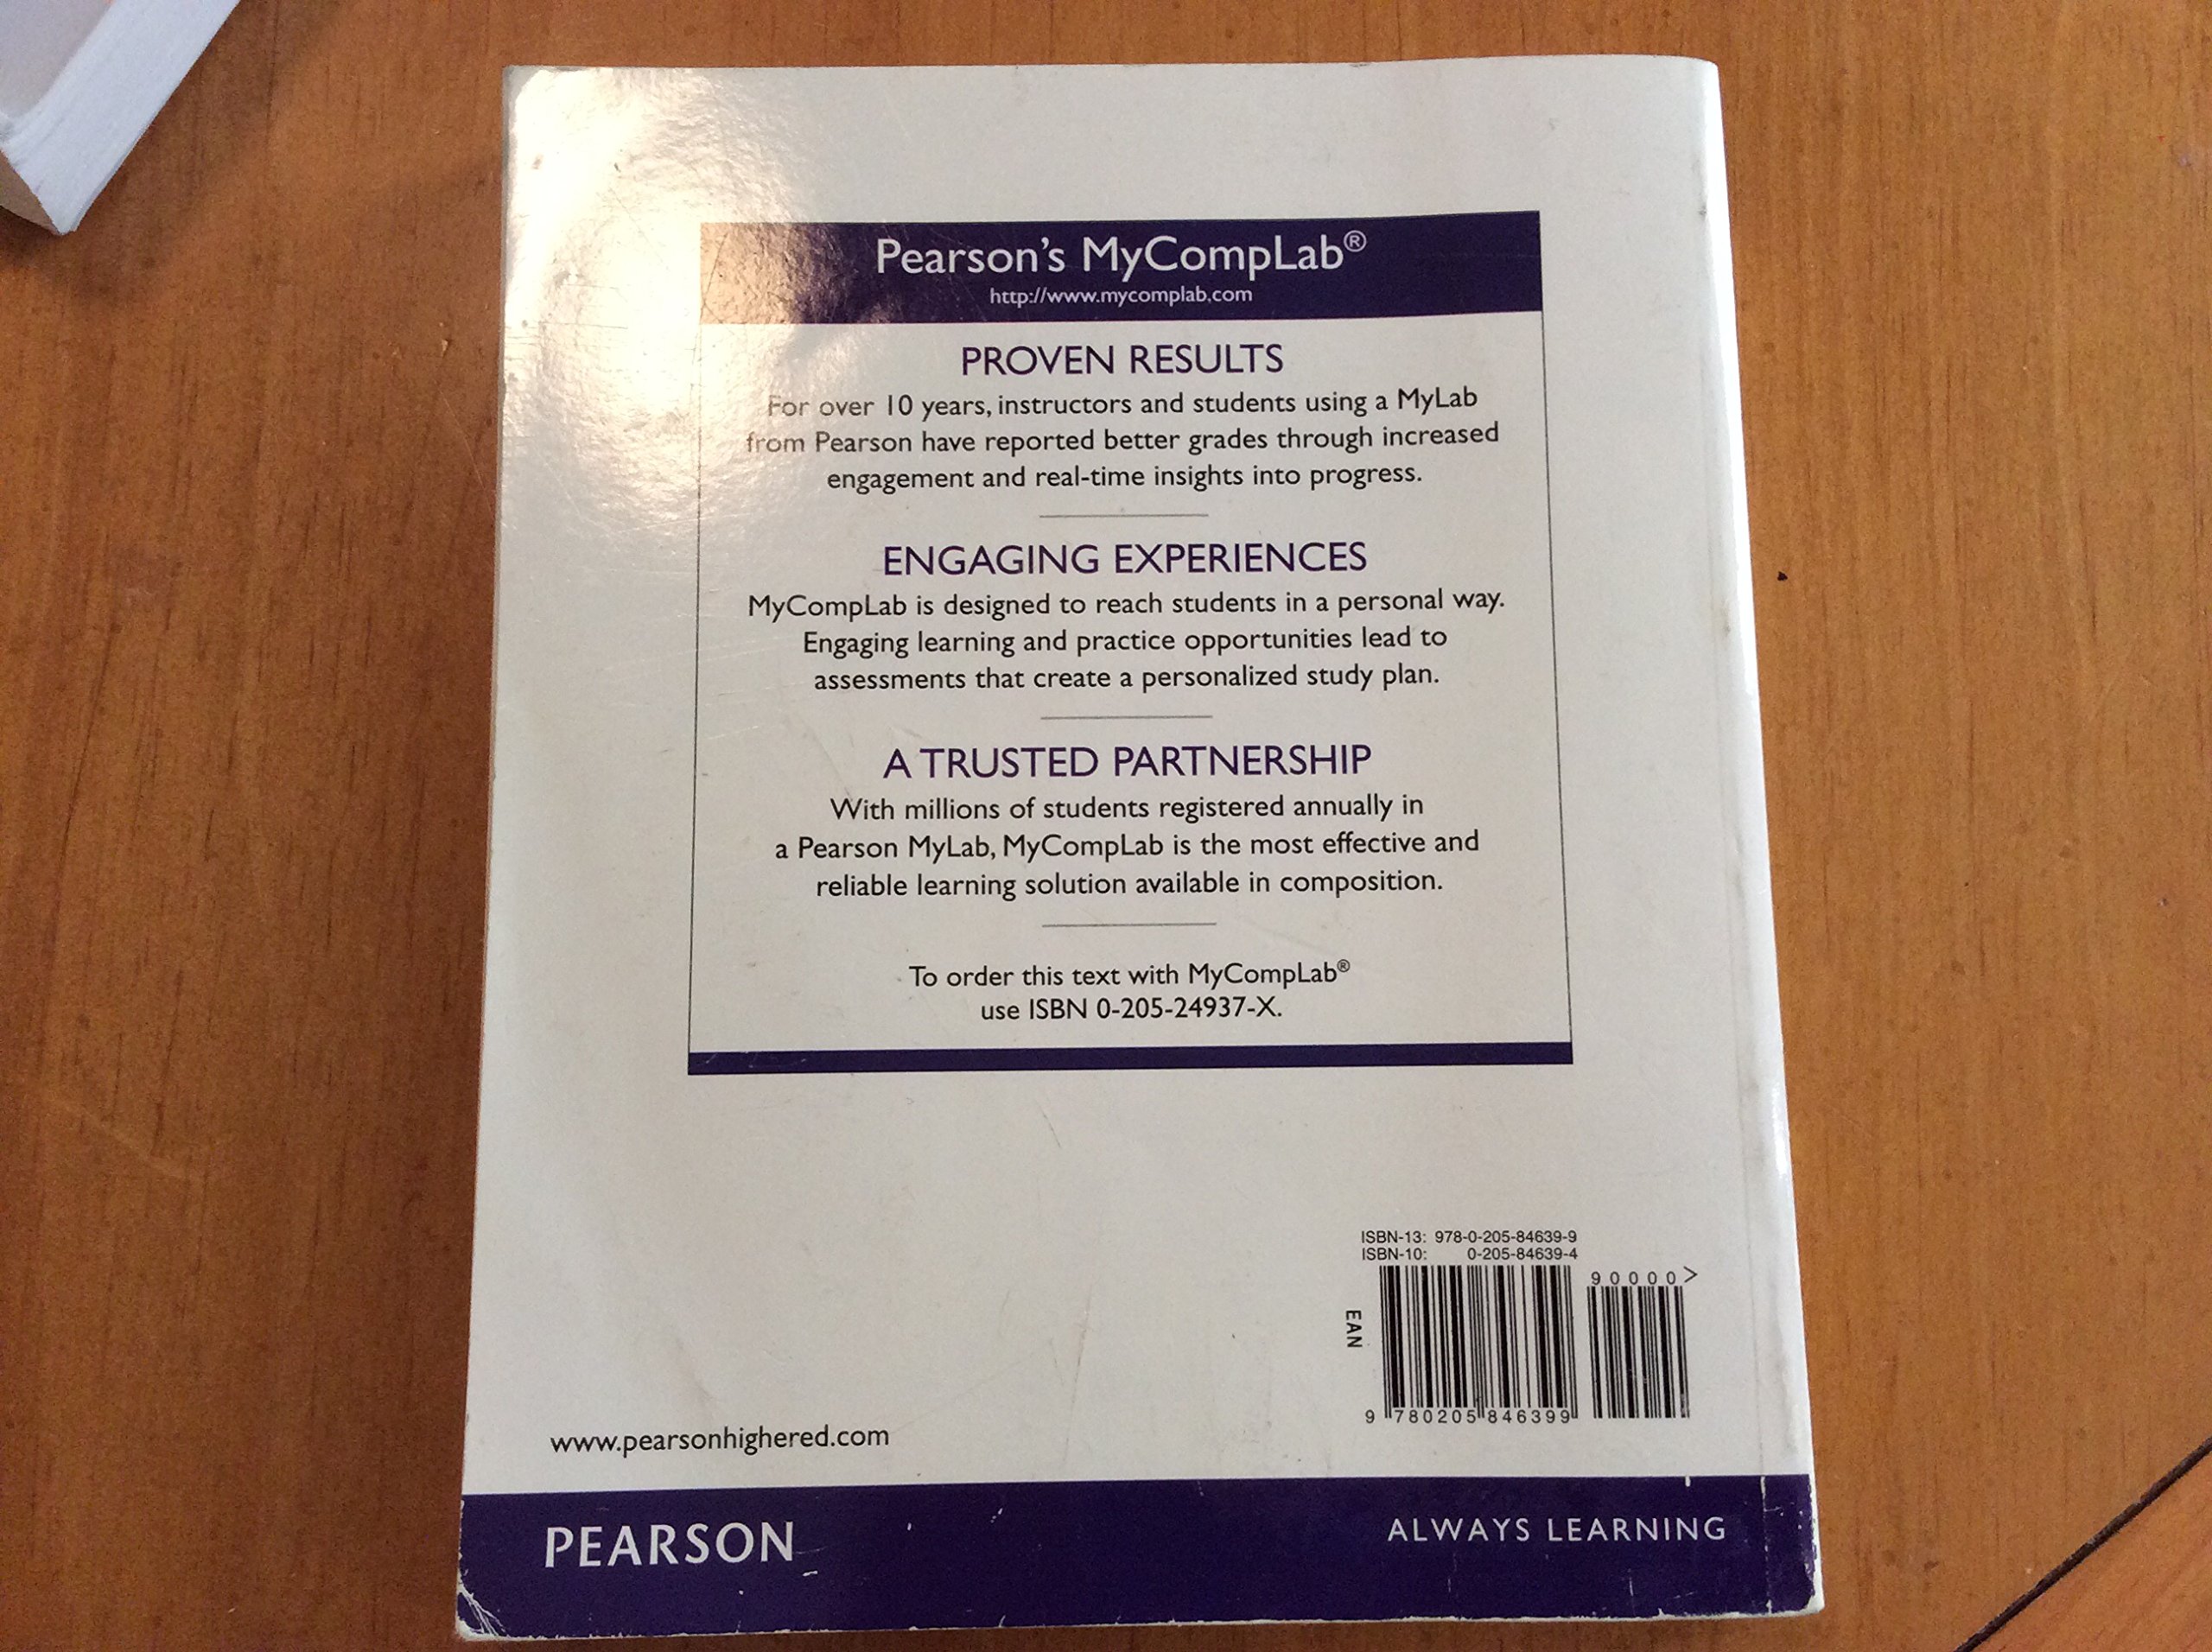 Pearson's MyCompLab®
http://www.mycomplab.com
PROVEN RESULTS
For over 10 years, instructors and students using a MyLab
from Pearson have reported better grades through increased
engagement and real-time insights into progress.
ENGAGING EXPERIENCES
MyCompLab is designed to reach students in a personal way.
Engaging learning and practice opportunities lead to
assessments that create a personalized study plan.
A TRUSTED PARTNERSHIP
With millions of students registered annually in
a Pearson MyLab, MyCompLab is the most effective and
reliable learning solution available in composition.
To order this text with MyCompLab®
use ISBN 0-205-24937-X.
ISBN-13: 978-0-205-84639-9
ISBN-10: 0-205-84639-4
90000>
EAN
9 780205 846399
www.pearsonhighered.com
PEARSON
ALWAYS LEARNING